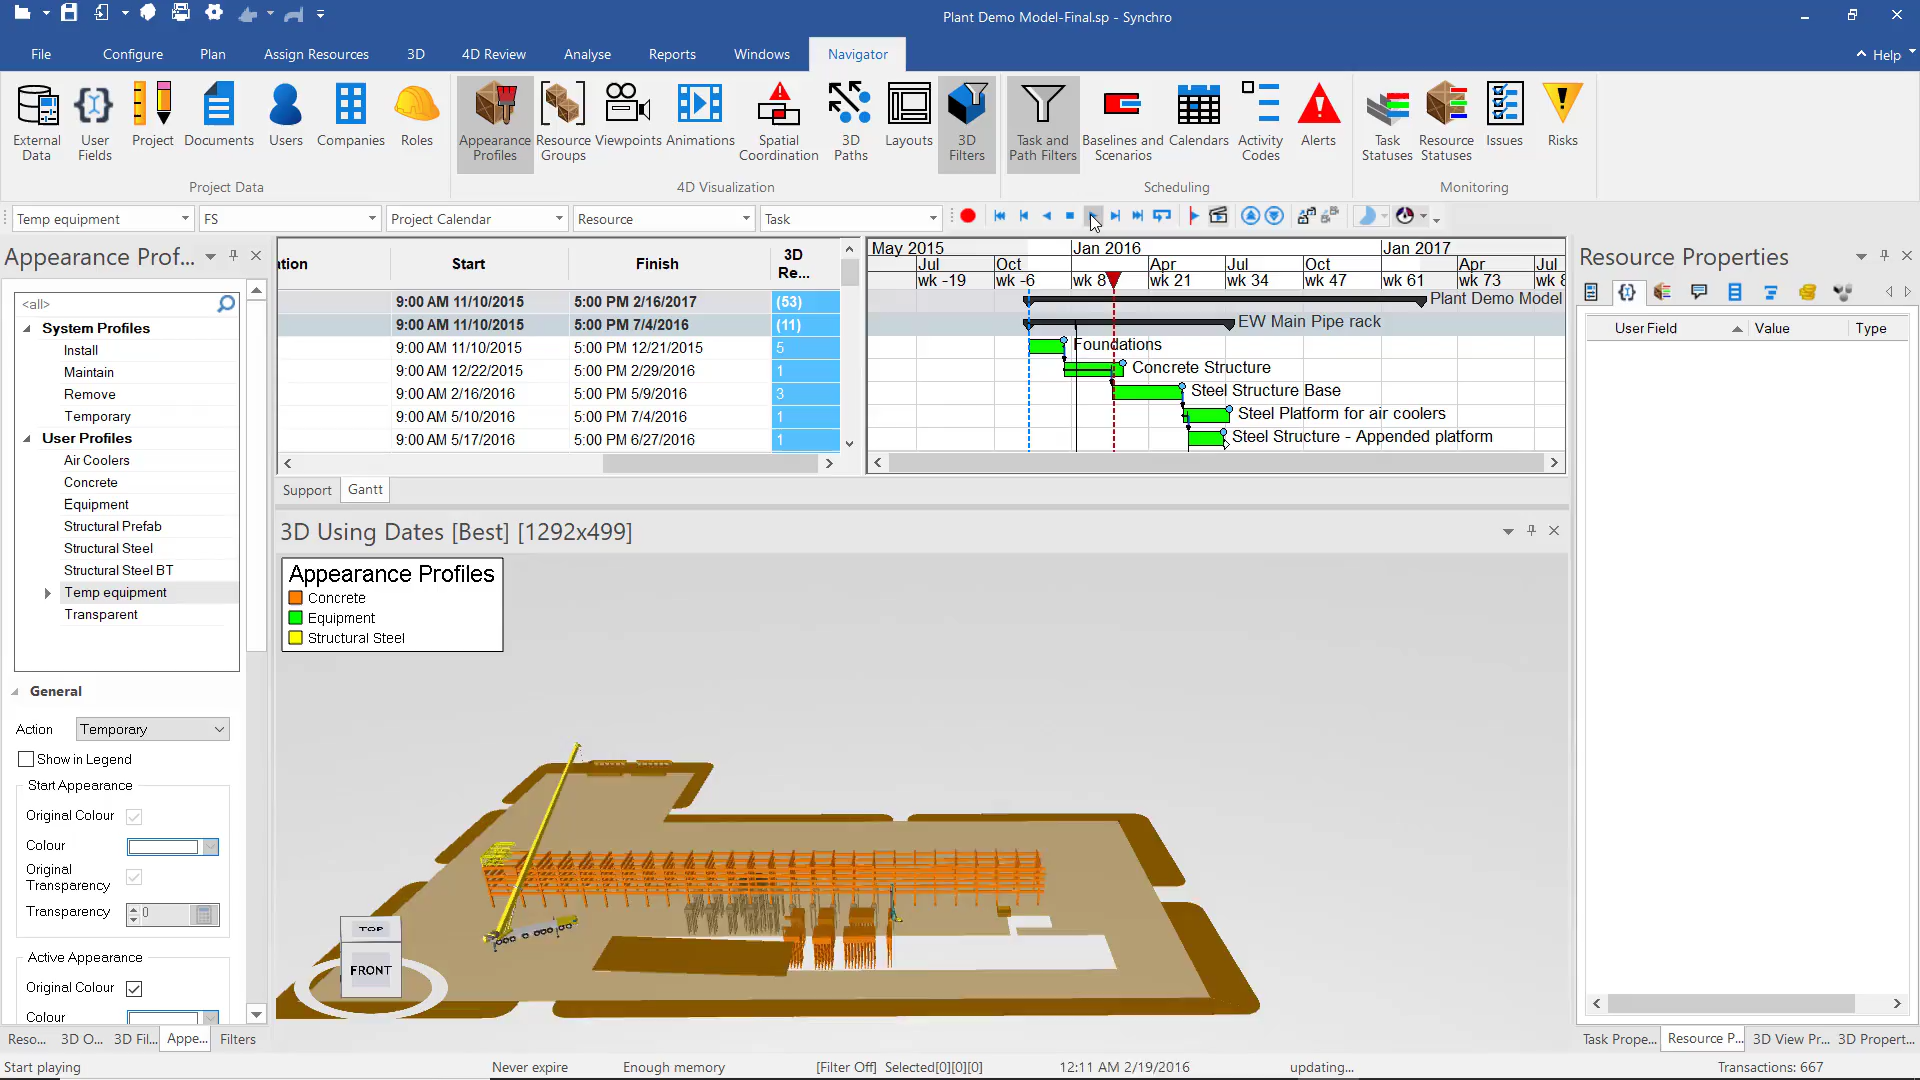 Plant Demo Model-Final.sp - Synchro
File
Configure
Plan
Assign Resources
3D
4D Review
Analyse
Reports
Windows
Navigator
Help
External Data
User Fields
Project
Documents
Users
Companies
Roles
Appearance Profiles
Resource Groups
Viewpoints
Animations
Spatial Coordination
3D Paths
Layouts
3D Filters
Task and Path Filters
Baselines and Scenarios
Calendars
Activity Codes
Alerts
Task Statuses
Resource Statuses
Issues
Risks
Project Data
4D Visualization
Scheduling
Monitoring
Temp equipment
FS
Project Calendar
Resource
Task
Appearance Prof...
<all>
System Profiles
Install
Maintain
Remove
Temporary
User Profiles
Air Coolers
Concrete
Equipment
Structural Prefab
Structural Steel
Structural Steel BT
Temp equipment
Transparent
General
Action
Temporary
Show in Legend
Start Appearance
Original Colour
Colour
Original Transparency
Transparency
0
Active Appearance
Original Colour
Colour
Reso...
3D O...
3D Fil...
Appe...
Filters
ation
Start
Finish
3D Re...
9:00 AM 11/10/2015 5:00 PM 2/16/2017 (53)
9:00 AM 11/10/2015 5:00 PM 7/4/2016 (11)
9:00 AM 11/10/2015 5:00 PM 12/21/2015 5
9:00 AM 12/22/2015 5:00 PM 2/29/2016 1
9:00 AM 2/16/2016 5:00 PM 5/9/2016 3
9:00 AM 5/10/2016 5:00 PM 7/4/2016 1
9:00 AM 5/17/2016 5:00 PM 6/27/2016 1
Support
Gantt
May 2015 Jan 2016 Jan 2017
Jul Oct Apr Jul Oct Apr Jul
wk -19 wk -6 wk 8 wk 21 wk 34 wk 47 wk 61 wk 73 wk 8
Plant Demo Model
EW Main Pipe rack
Foundations
Concrete Structure
Steel Structure Base
Steel Platform for air coolers
Steel Structure - Appended platform
3D Using Dates [Best] [1292x499]
Appearance Profiles
Concrete
Equipment
Structural Steel
TOP
FRONT
Resource Properties
User Field
Value
Type
Task Prope...
Resource P...
3D View Pr...
3D Propert...
Start playing
Never expire
Enough memory
[Filter Off] Selected[0][0][0]
12:11 AM 2/19/2016
updating...
Transactions: 667